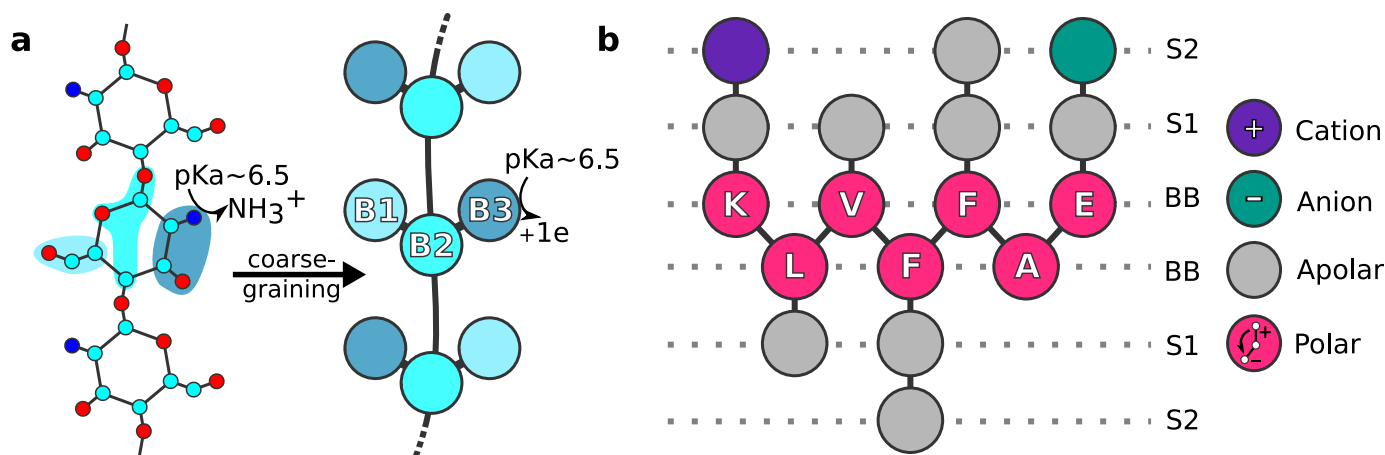 a
pKa~6.5
NH3+
coarse-
graining
B1
B2
B3
pKa~6.5
+1e
b
K
V
F
E
L
F
A
S2
S1
BB
BB
S1
S2
+ Cation
− Anion
Apolar
+
−
Polar